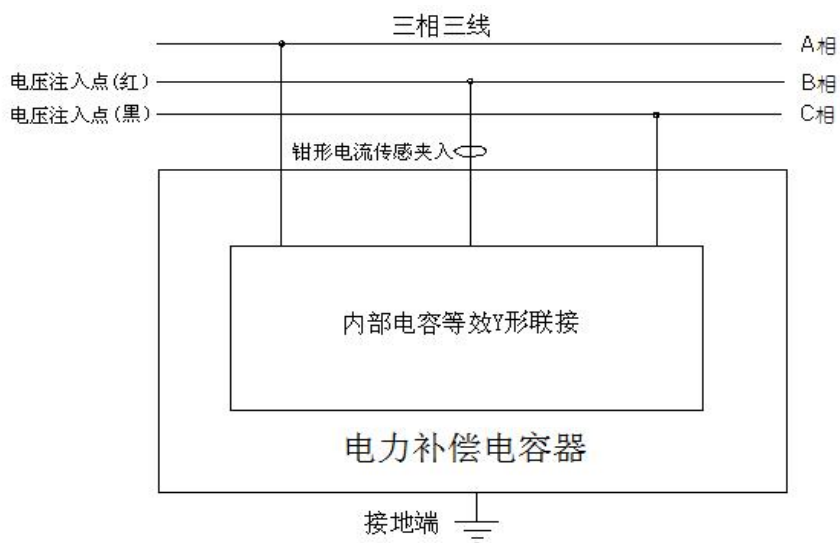 三相三线
A相
电压注入点(红)
B相
电压注入点(黑)
C相
钳形电流传感夹入
内部电容等效Y形联接
电力补偿电容器
接地端